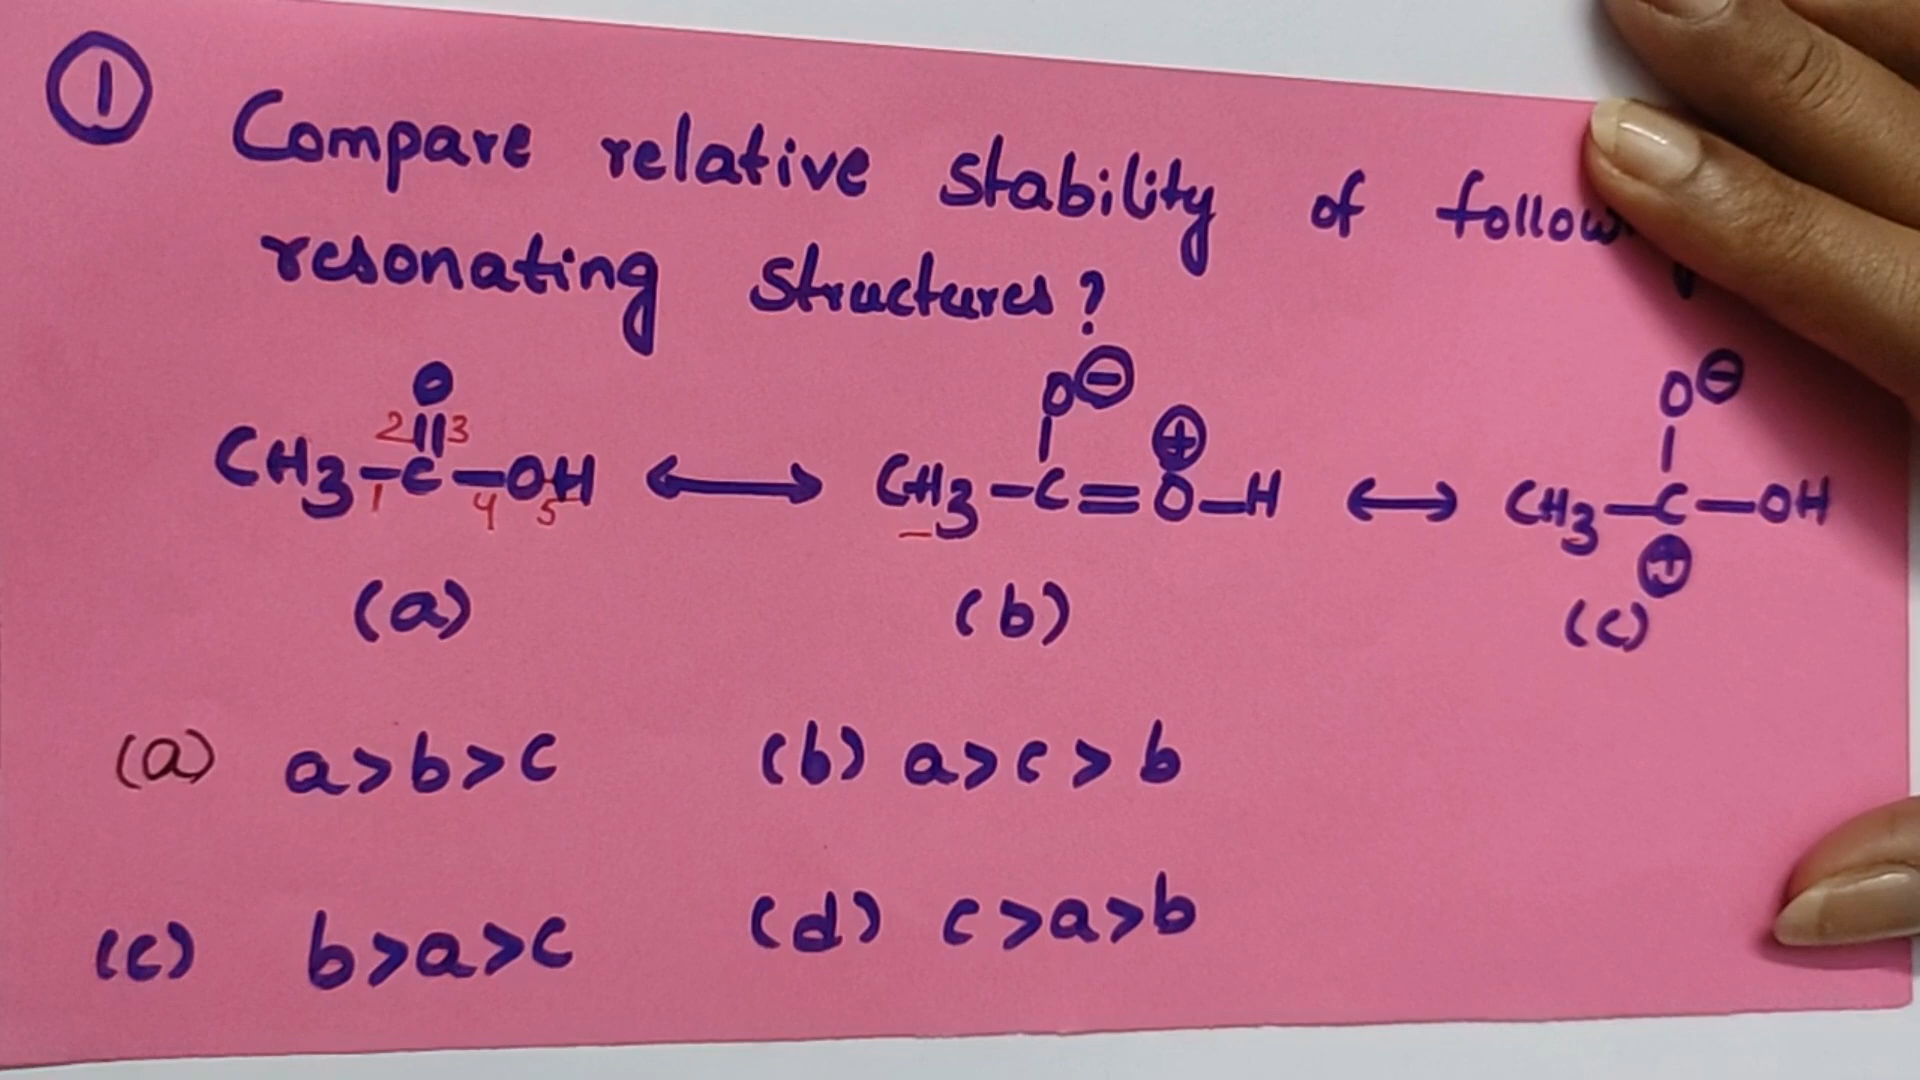 ① Compare relative stability of follow
resonating structures?
O O⊖ O⊖
2 || 3 | ⊕ |
CH3-C-OH ⟷ CH3-C=O-H ⟷ CH3-C-OH
1 4 5 ⊕
(a) (b) (c)
(a) a>b>c (b) a>c>b
(c) b>a>c (d) c>a>b